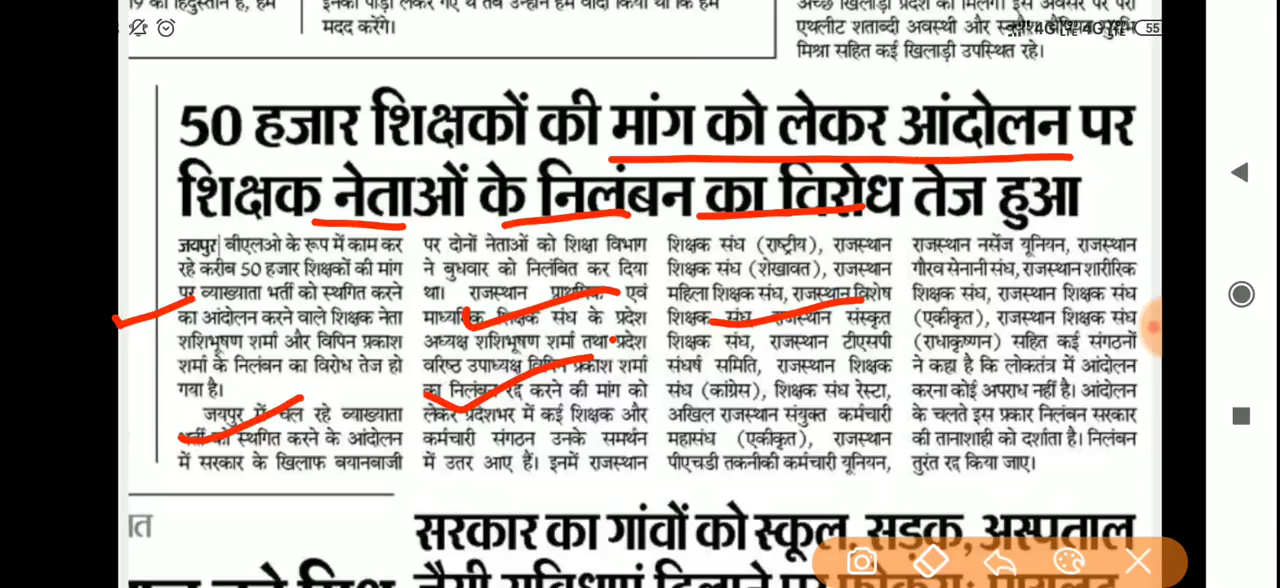 19 का हिंदुस्तान है, हम
इनकी पीड़ा लेकर गए थे तब उन्होंने हमें वादा किया था कि हम
मदद करेंगे।
अच्छे खिलाड़ी प्रदेश को मिलेंगे। इस अवसर पर पैरा
एथलीट शताब्दी अवस्थी और
मिश्रा सहित कई खिलाड़ी उपस्थित रहे।
4G 4G 55
50 हजार शिक्षकों की मांग को लेकर आंदोलन पर
शिक्षक नेताओं के निलंबन का विरोध तेज हुआ
जयपुर| बीएलओ के रूप में काम कर
रहे करीब 50 हजार शिक्षकों की मांग
पर व्याख्याता भर्ती को स्थगित करने
का आंदोलन करने वाले शिक्षक नेता
शशिभूषण शर्मा और विपिन प्रकाश
शर्मा के निलंबन का विरोध तेज हो
गया है।
जयपुर में चल रहे व्याख्याता
भर्ती को स्थगित करने के आंदोलन
में सरकार के खिलाफ बयानबाजी
पर दोनों नेताओं को शिक्षा विभाग
ने बुधवार को निलंबित कर दिया
था। राजस्थान प्राथमिक एवं
माध्यमिक शिक्षक संघ के प्रदेश
अध्यक्ष शशिभूषण शर्मा तथा प्रदेश
वरिष्ठ उपाध्यक्ष विपिन प्रकाश शर्मा
का निलंबन रद्द करने की मांग को
लेकर प्रदेशभर में कई शिक्षक और
कर्मचारी संगठन उनके समर्थन
में उतर आए हैं। इनमें राजस्थान
शिक्षक संघ (राष्ट्रीय), राजस्थान
शिक्षक संघ (शेखावत), राजस्थान
महिला शिक्षक संघ, राजस्थान विशेष
शिक्षक संघ, राजस्थान संस्कृत
शिक्षक संघ, राजस्थान टीएसपी
संघर्ष समिति, राजस्थान शिक्षक
संघ (कांग्रेस), शिक्षक संघ रेस्टा,
अखिल राजस्थान संयुक्त कर्मचारी
महासंघ (एकीकृत), राजस्थान
पीएचडी तकनीकी कर्मचारी यूनियन,
राजस्थान नर्सेज यूनियन, राजस्थान
गौरव सेनानी संघ, राजस्थान शारीरिक
शिक्षक संघ, राजस्थान शिक्षक संघ
(एकीकृत), राजस्थान शिक्षक संघ
(राधाकृष्णन) सहित कई संगठनों
ने कहा है कि लोकतंत्र में आंदोलन
करना कोई अपराध नहीं है। आंदोलन
के चलते इस प्रकार निलंबन सरकार
की तानाशाही को दर्शाता है। निलंबन
तुरंत रद्द किया जाए।
सरकार का गांवों को स्कूल, सड़क, अस्पताल